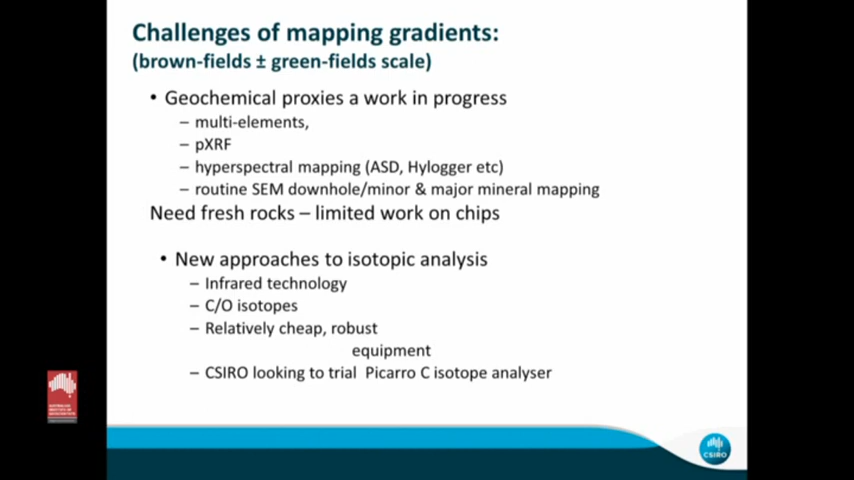 Challenges of mapping gradients:
(brown-fields ± green-fields scale)
• Geochemical proxies a work in progress
– multi-elements,
– pXRF
– hyperspectral mapping (ASD, Hylogger etc)
– routine SEM downhole/minor & major mineral mapping
Need fresh rocks – limited work on chips
• New approaches to isotopic analysis
– Infrared technology
– C/O isotopes
– Relatively cheap, robust
equipment
– CSIRO looking to trial  Picarro C isotope analyser
CSIRO